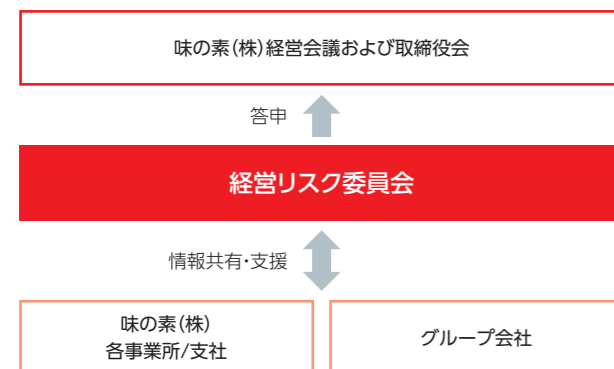 味の素(株)経営会議および取締役会
答申
経営リスク委員会
情報共有・支援
味の素(株)
各事業所/支社
グループ会社